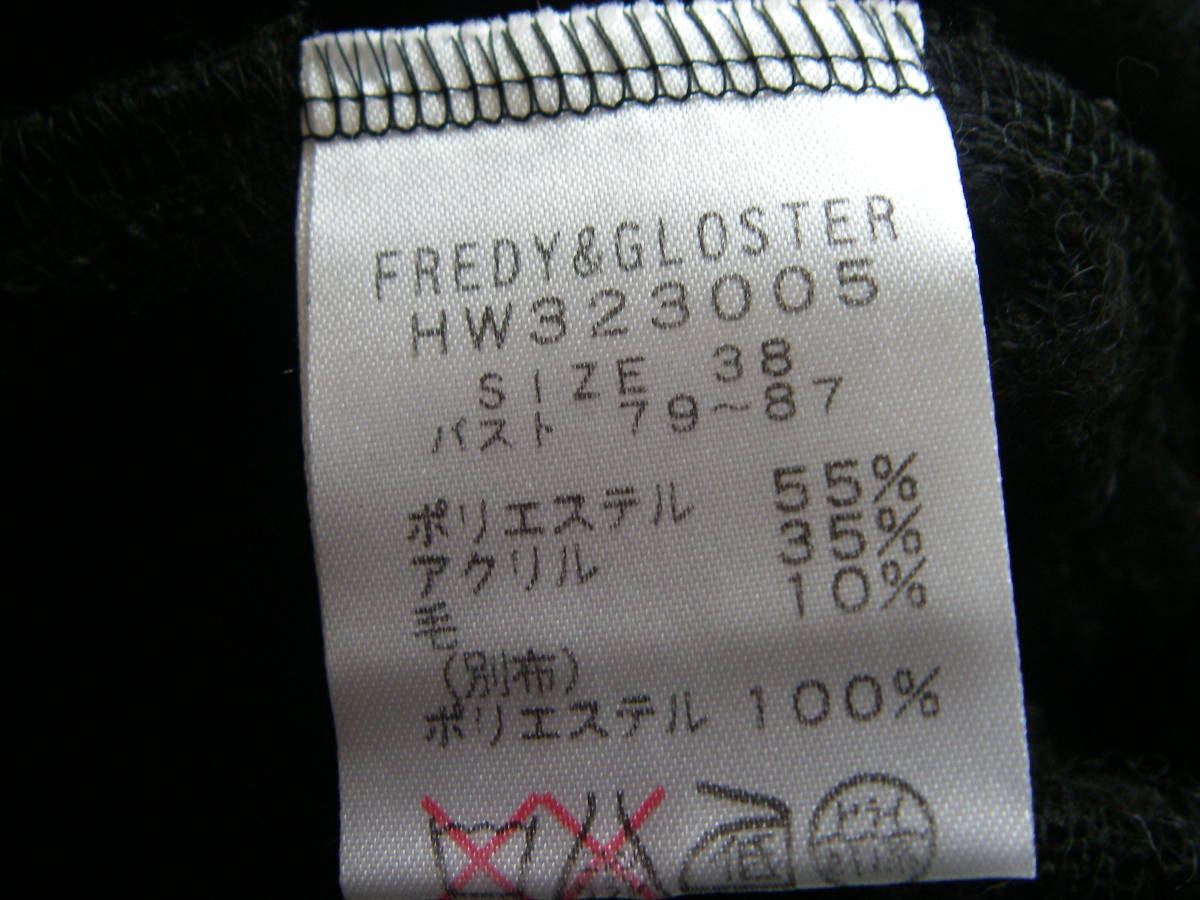 FREDY&GLOSTER
HW323005
SIZE 38
バスト 79～87
ポリエステル 55%
アクリル 35%
毛 10%
(別布)
ポリエステル 100%
低
ドライ